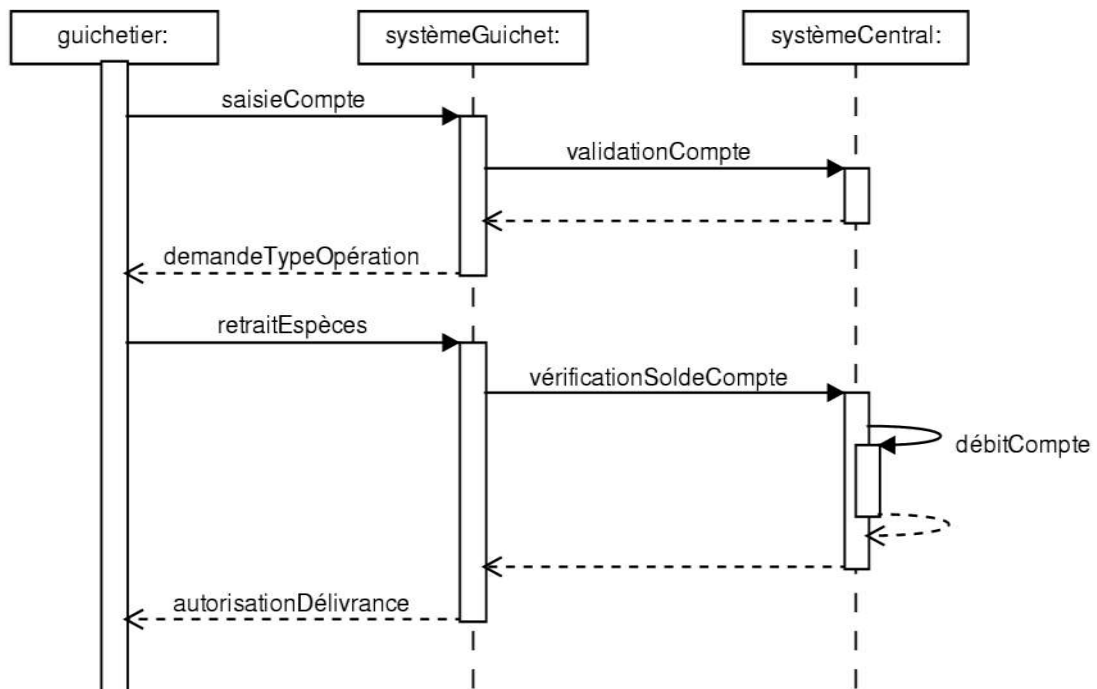 guichetier:
systèmeGuichet:
systèmeCentral:
saisieCompte
validationCompte
demandeTypeOpération
retraitEspèces
vérificationSoldeCompte
débitCompte
autorisationDélivrance